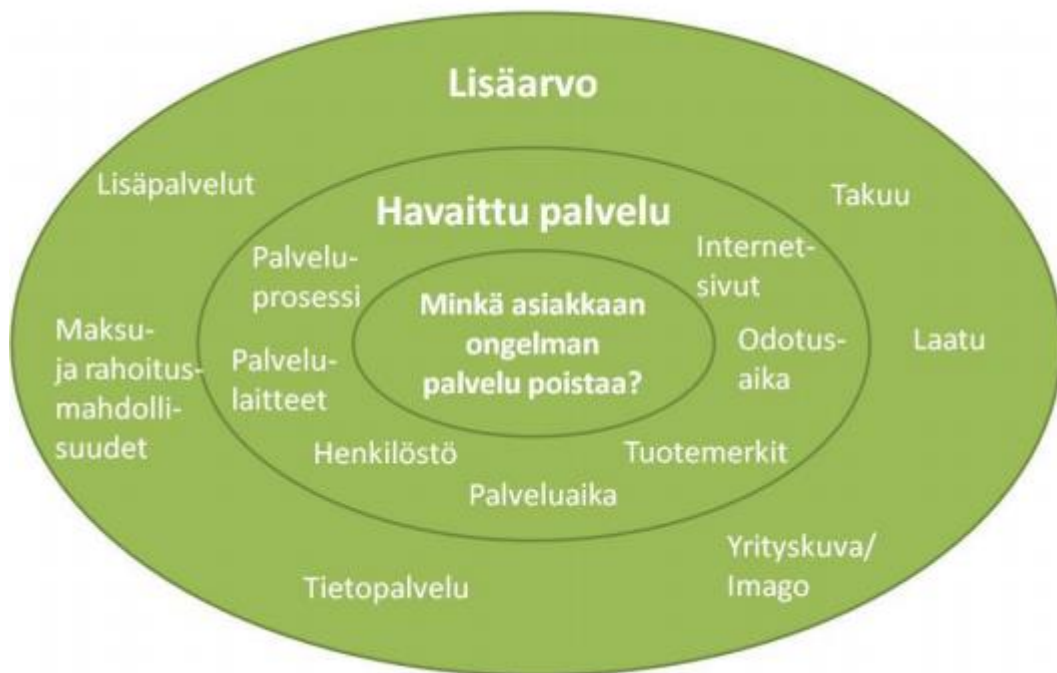 Lisäarvo
Lisäpalvelut
Takuu
Havaittu palvelu
Palvelu-
prosessi
Internet-
sivut
Minkä asiakkaan
ongelman
palvelu poistaa?
Maksu-
ja rahoitus-
mahdolli-
suudet
Palvelu-
laitteet
Odotus-
aika
Laatu
Henkilöstö
Tuotemerkit
Palveluaika
Tietopalvelu
Yrityskuva/
Imago